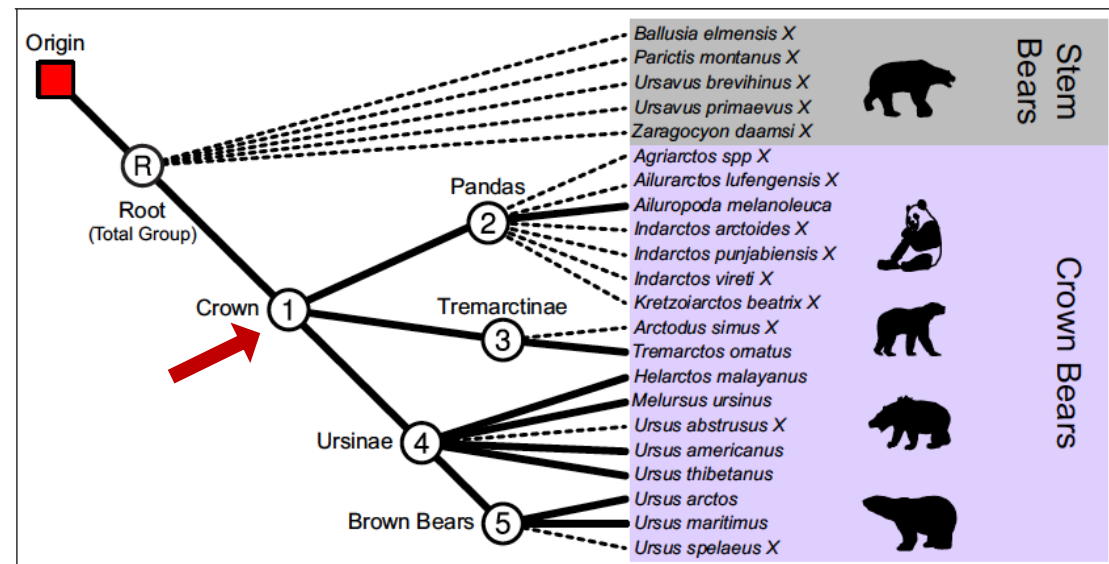 Origin
R
Root
(Total Group)
Crown
1
Pandas
2
Tremarctinae
3
Ursinae
4
Brown Bears
5
Ballusia elmensis X
Parictis montanus X
Ursavus brevihinus X
Ursavus primaevus X
Zaragocyon daamsi X
Agriarctos spp X
Ailurarctos lufengensis X
Ailuropoda melanoleuca
Indarctos arctoides X
Indarctos punjabiensis X
Indarctos vireti X
Kretzoiarctos beatrix X
Arctodus simus X
Tremarctos ornatus
Helarctos malayanus
Melursus ursinus
Ursus abstrusus X
Ursus americanus
Ursus thibetanus
Ursus arctos
Ursus maritimus
Ursus spelaeus X
Stem
Bears
Crown Bears